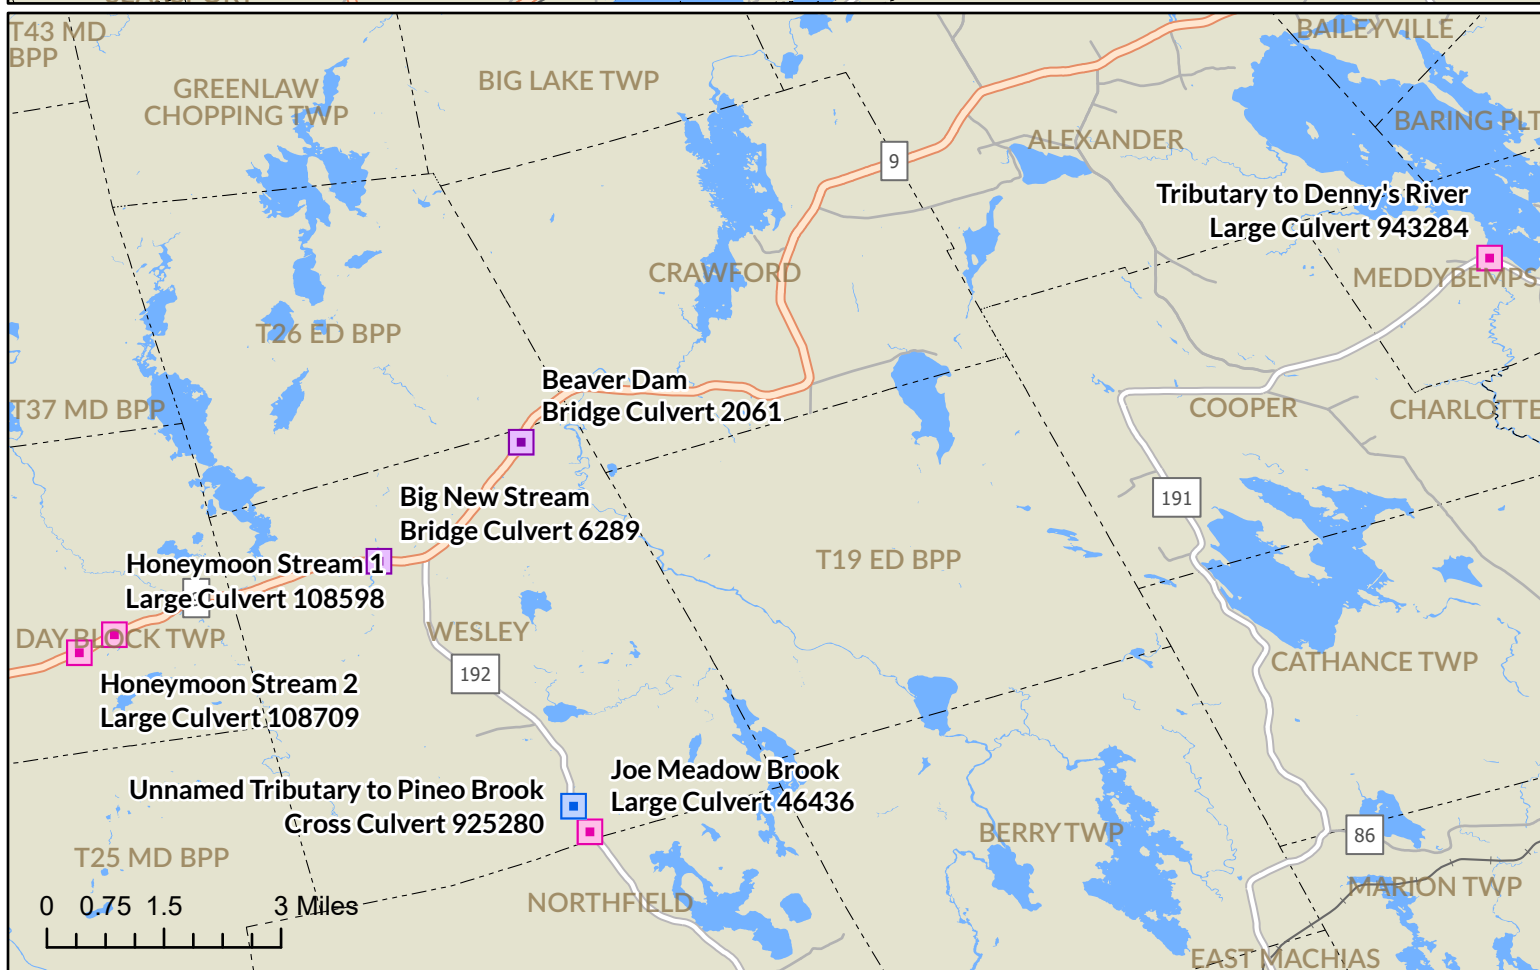 T43 MD
BPP
GREENLAW
CHOPPING TWP
BIG LAKE TWP
BAILEYVILLE
BARING PLT
ALEXANDER
9
Tributary to Denny's River
Large Culvert 943284
MEDDYBEMPS
CRAWFORD
T26 ED BPP
T37 MD BPP
Beaver Dam
Bridge Culvert 2061
COOPER
CHARLOTTE
191
Big New Stream
Bridge Culvert 6289
T19 ED BPP
Honeymoon Stream 1
Large Culvert 108598
DAY BLOCK TWP
WESLEY
192
CATHANCE TWP
Honeymoon Stream 2
Large Culvert 108709
Joe Meadow Brook
Large Culvert 46436
Unnamed Tributary to Pineo Brook
Cross Culvert 925280
BERRY TWP
86
T25 MD BPP
MARION TWP
NORTHFIELD
0 0.75 1.5 3 Miles
EAST MACHIAS